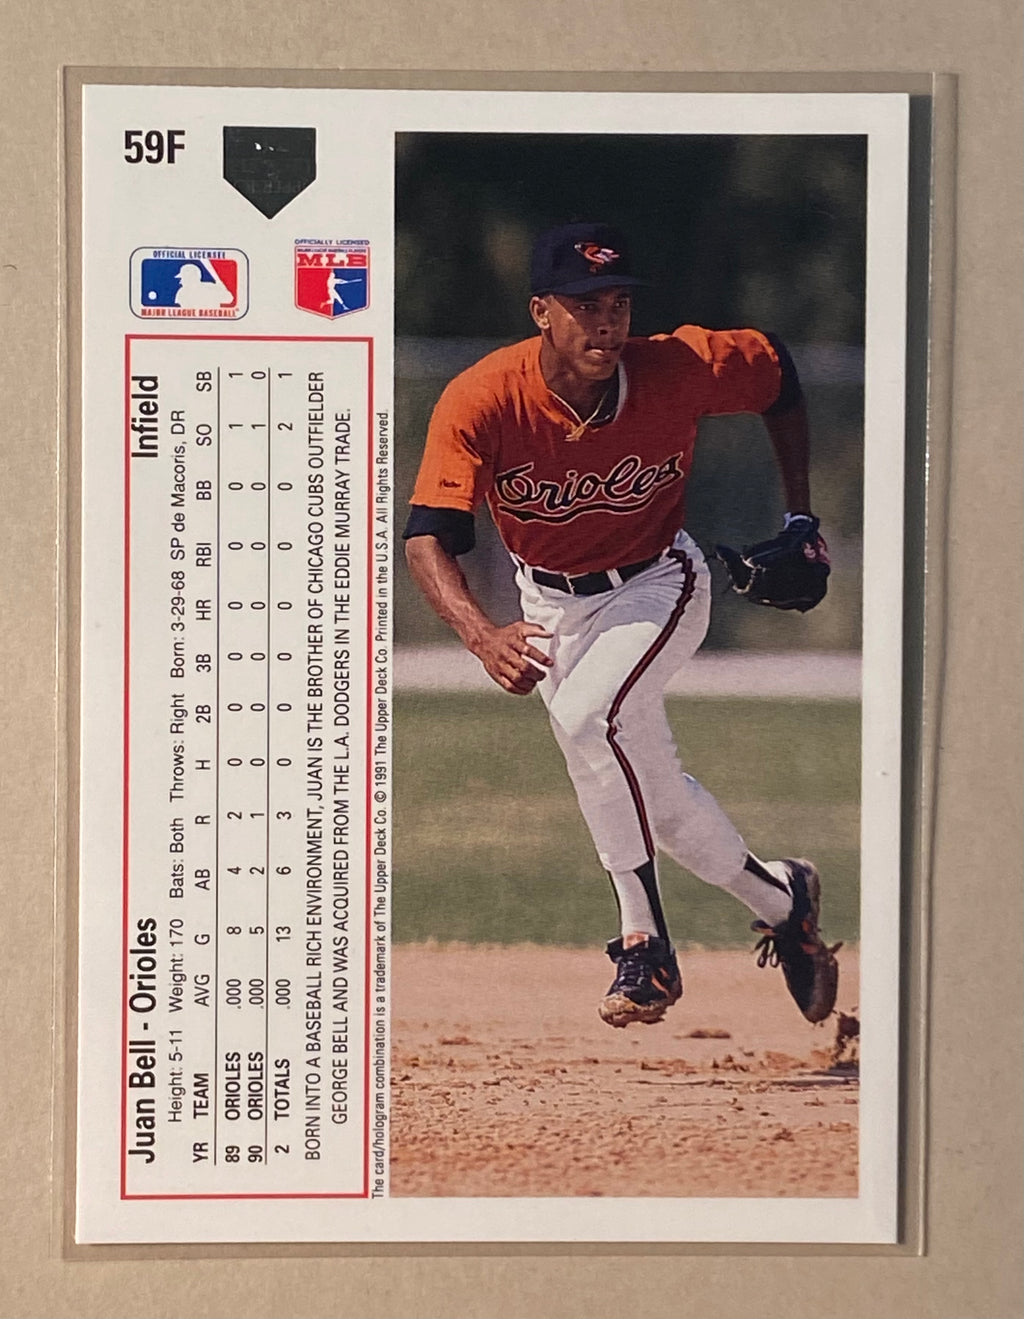 59F
OFFICIAL LICENSEE
MAJOR LEAGUE BASEBALL
OFFICIALLY LICENSED
MAJOR LEAGUE BASEBALL PLAYERS
MLB
Juan Bell - Orioles Infield
Height: 5-11 Weight: 170 Bats: Both Throws: Right Born: 3-29-68 SP de Macoris, DR
YR TEAM AVG G AB R H 2B 3B HR RBI BB SO SB
89 ORIOLES .000 8 4 2 0 0 0 0 0 0 1 1
90 ORIOLES .000 5 2 1 0 0 0 0 0 0 1 0
2 TOTALS .000 13 6 3 0 0 0 0 0 0 2 1
BORN INTO A BASEBALL RICH ENVIRONMENT, JUAN IS THE BROTHER OF CHICAGO CUBS OUTFIELDER
GEORGE BELL AND WAS ACQUIRED FROM THE L.A. DODGERS IN THE EDDIE MURRAY TRADE.
The card/hologram combination is a trademark of The Upper Deck Co. © 1991 The Upper Deck Co. Printed in the U.S.A. All Rights Reserved.
Orioles